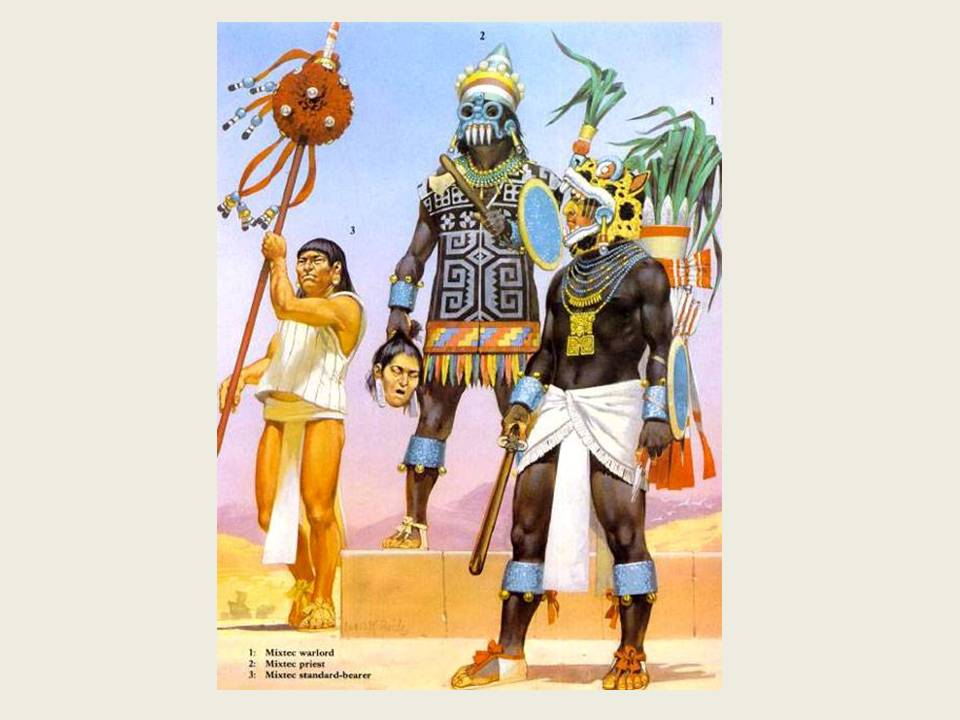 2
1
3
1: Mixtec warlord
2: Mixtec priest
3: Mixtec standard-bearer